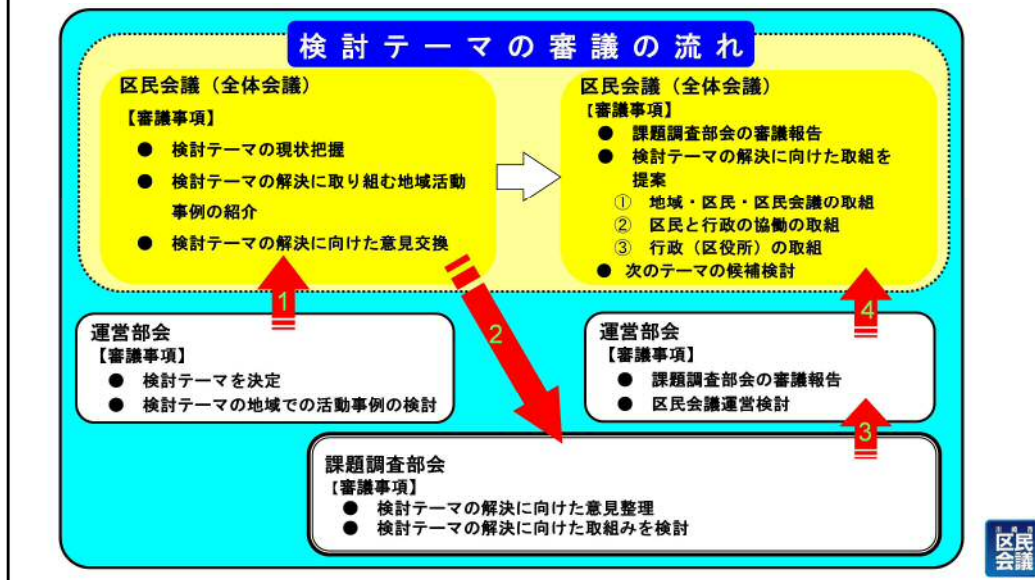 検討テーマの審議の流れ
区民会議（全体会議）
【審議事項】
● 検討テーマの現状把握
● 検討テーマの解決に取り組む地域活動
事例の紹介
● 検討テーマの解決に向けた意見交換
区民会議（全体会議）
【審議事項】
● 課題調査部会の審議報告
● 検討テーマの解決に向けた取組を
提案
① 地域・区民・区民会議の取組
② 区民と行政の協働の取組
③ 行政（区役所）の取組
● 次のテーマの候補検討
1
2
4
運営部会
【審議事項】
● 検討テーマを決定
● 検討テーマの地域での活動事例の検討
運営部会
【審議事項】
● 課題調査部会の審議報告
● 区民会議運営検討
3
課題調査部会
【審議事項】
● 検討テーマの解決に向けた意見整理
● 検討テーマの解決に向けた取組みを検討
区民
会議